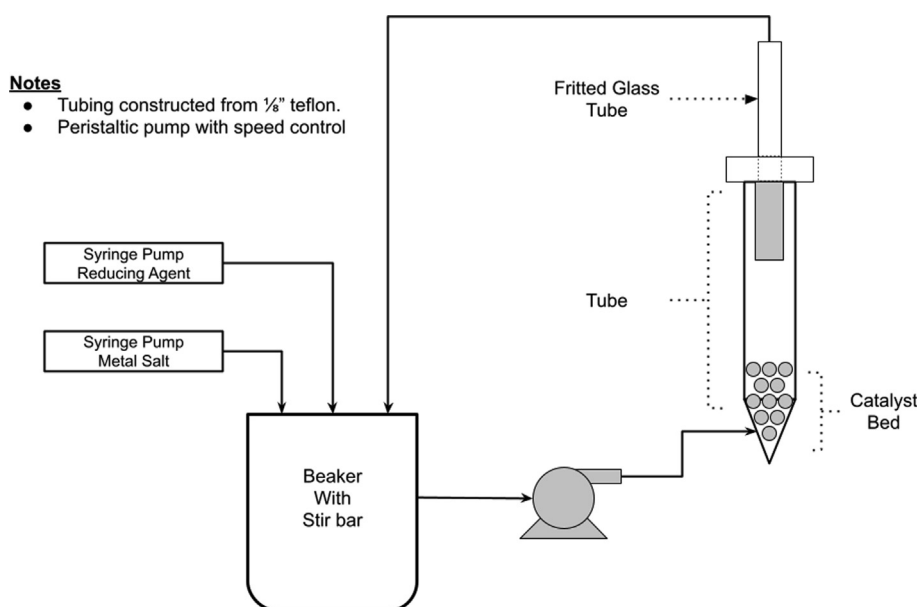 Notes
● Tubing constructed from ⅛” teflon.
● Peristaltic pump with speed control
Fritted Glass
Tube
Syringe Pump
Reducing Agent
Tube
Syringe Pump
Metal Salt
Catalyst
Bed
Beaker
With
Stir bar